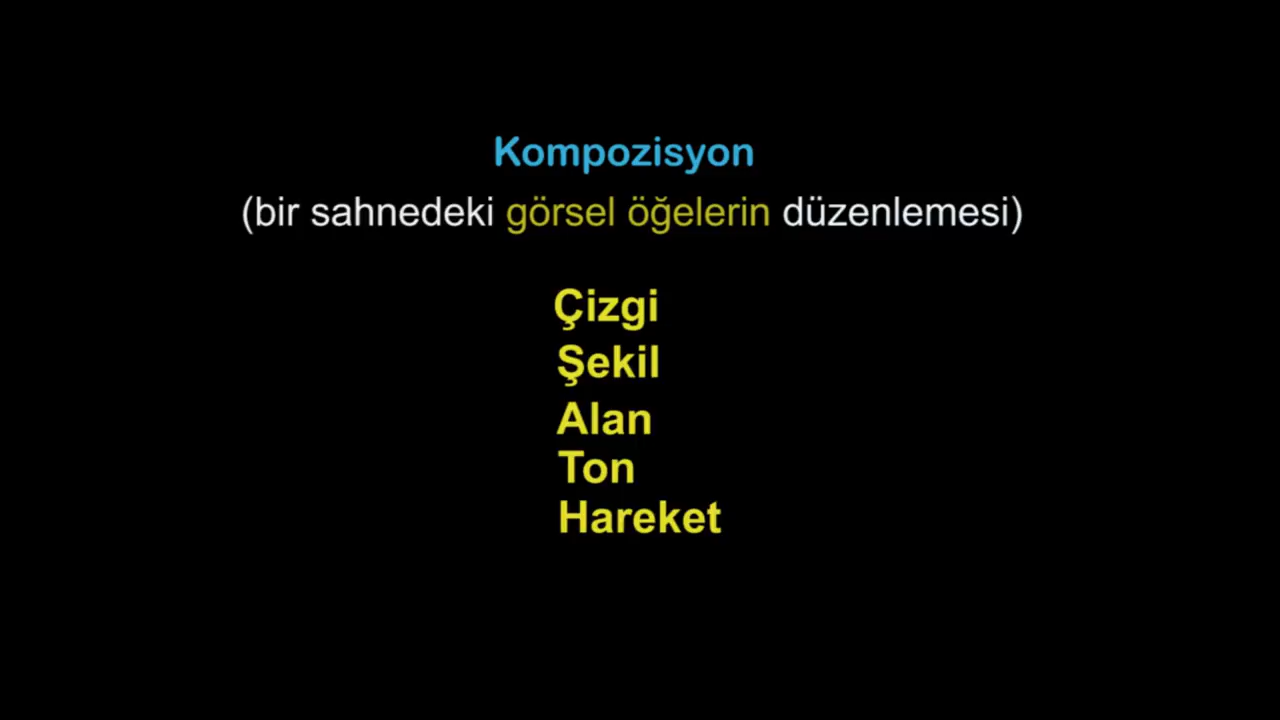 Kompozisyon
(bir sahnedeki görsel öğelerin düzenlemesi)
Çizgi
Şekil
Alan
Ton
Hareket